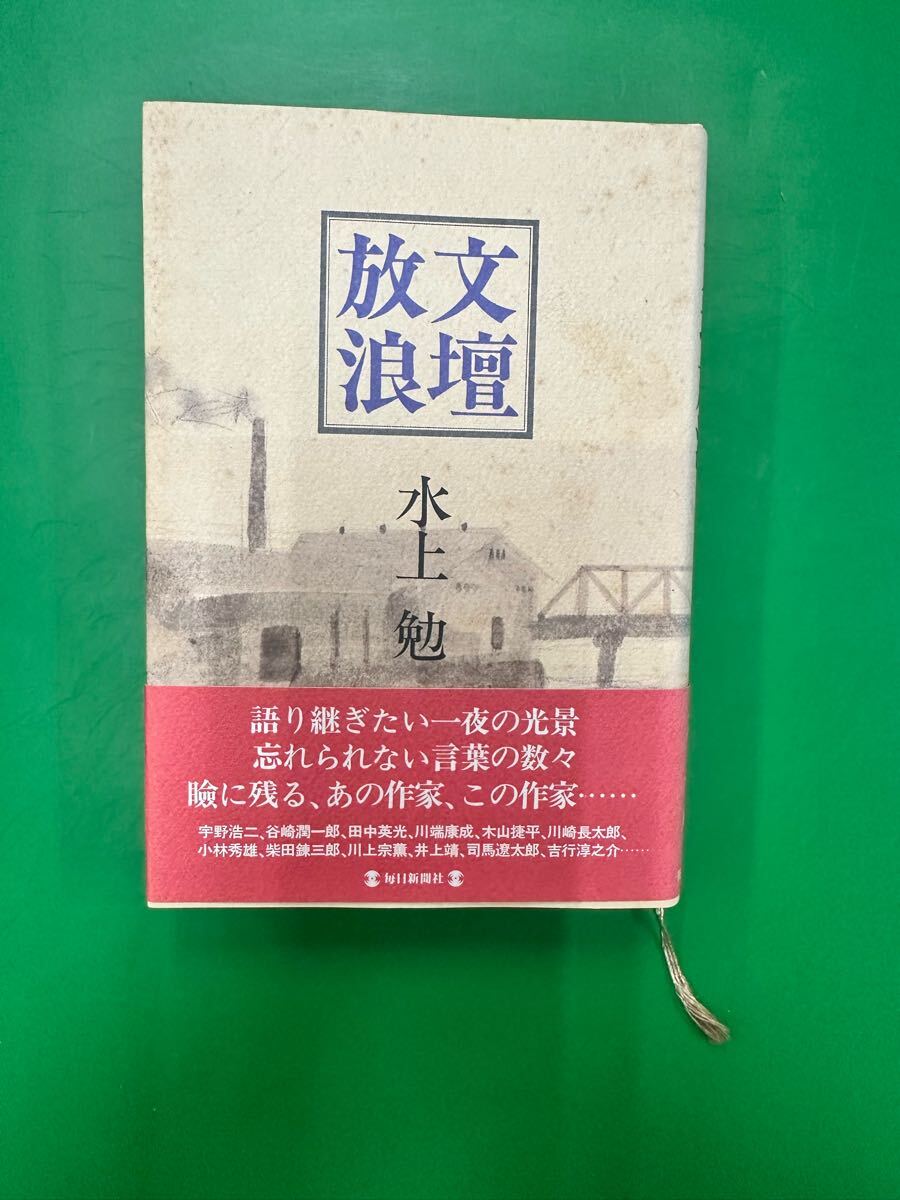 文壇
放浪
水上 勉
語り継ぎたい一夜の光景
忘れられない言葉の数々
瞼に残る、あの作家、この作家……
宇野浩二、谷崎潤一郎、田中英光、川端康成、木山捷平、川崎長太郎、
小林秀雄、柴田錬三郎、川上宗薫、井上靖、司馬遼太郎、吉行淳之介……
毎日新聞社